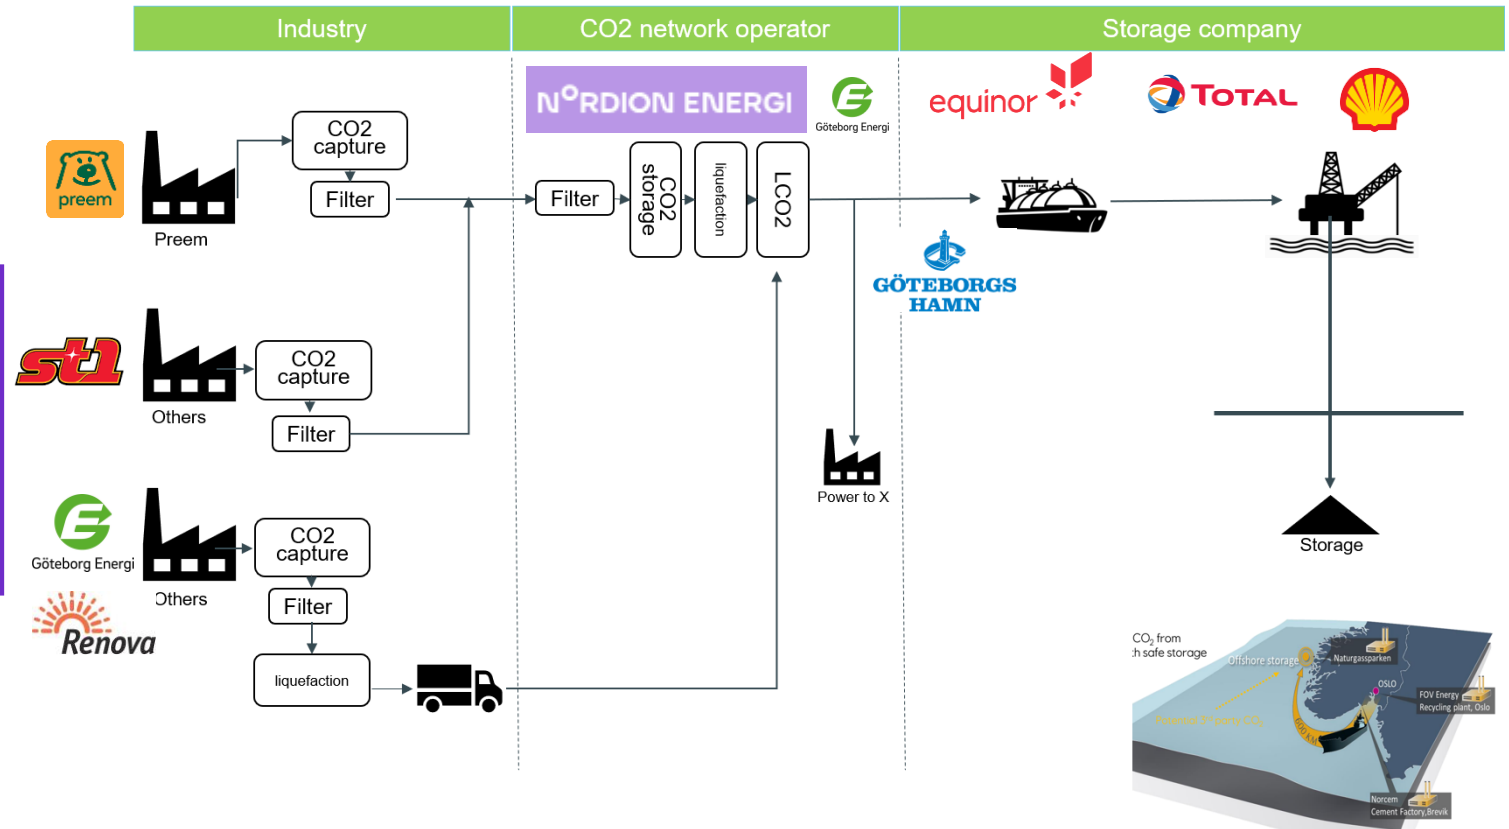 Industry
CO2 network operator
Storage company
preem
Preem
CO2
capture
Filter
NORDION ENERGI
Göteborg Energi
equinor
TOTAL
Filter
CO2
storage
liquefaction
LCO2
GÖTEBORGS
HAMN
st1
Others
CO2
capture
Filter
Power to X
Göteborg Energi
Renova
Others
CO2
capture
Filter
liquefaction
Storage
CO₂ from
safe storage
Offshore storage
Naturgassparken
OSLO
FOV Energy
Recycling plant, Oslo
600 KM
Norcem
Cement Factory,Brevik